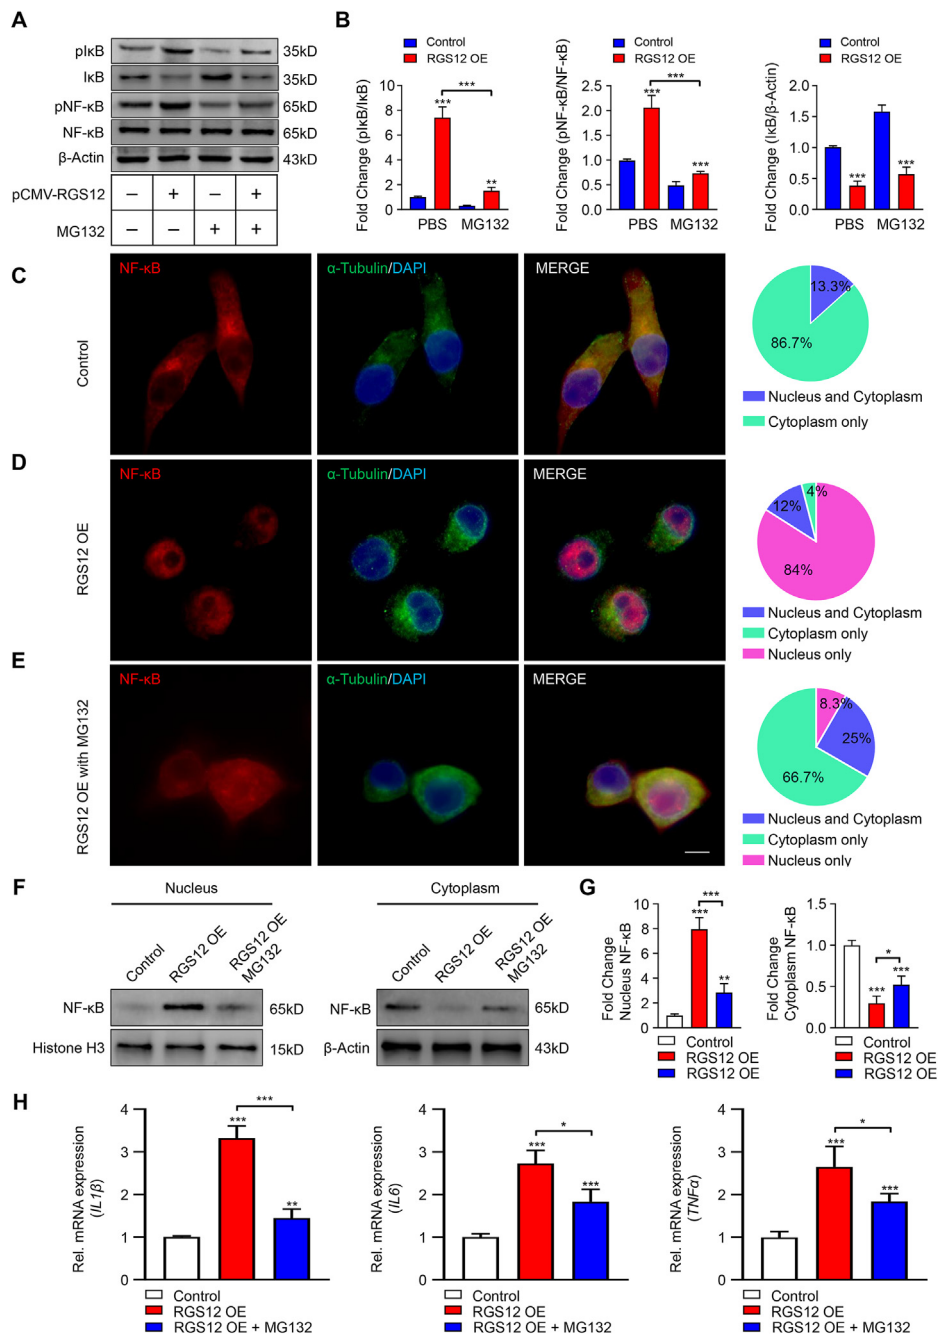 A
pIκB
35kD
IκB
35kD
pNF-κB
65kD
NF-κB
65kD
β-Actin
43kD
pCMV-RGS12
– + – +
MG132
– – + +
B
Control
RGS12 OE
Fold Change (pIκB/IκB)
10
8
6
4
2
0
***
***
**
PBS MG132
Control
RGS12 OE
Fold Change (pNF-κB/NF-κB)
2.5
2.0
1.5
1.0
0.5
0.0
***
***
***
PBS MG132
Control
RGS12 OE
Fold Change (IκB/β-Actin)
2.0
1.5
1.0
0.5
0.0
***
***
PBS MG132
C
Control
NF-κB
α-Tubulin/DAPI
MERGE
13.3%
86.7%
Nucleus and Cytoplasm
Cytoplasm only
D
RGS12 OE
NF-κB
α-Tubulin/DAPI
MERGE
4%
12%
84%
Nucleus and Cytoplasm
Cytoplasm only
Nucleus only
E
RGS12 OE with MG132
NF-κB
α-Tubulin/DAPI
MERGE
8.3%
25%
66.7%
Nucleus and Cytoplasm
Cytoplasm only
Nucleus only
F
Nucleus
Control
RGS12 OE
RGS12 OE
MG132
NF-κB
65kD
Histone H3
15kD
Cytoplasm
Control
RGS12 OE
RGS12 OE
MG132
NF-κB
65kD
β-Actin
43kD
G
Fold Change
Nucleus NF-κB
10
8
6
4
2
0
***
***
**
Control
RGS12 OE
RGS12 OE
Fold Change
Cytoplasm NF-κB
1.5
1.0
0.5
0.0
*
***
***
Control
RGS12 OE
RGS12 OE
H
Rel. mRNA expression
(IL1β)
4
3
2
1
0
***
***
**
Control
RGS12 OE
RGS12 OE + MG132
Rel. mRNA expression
(IL6)
4
3
2
1
0
*
***
***
Control
RGS12 OE
RGS12 OE + MG132
Rel. mRNA expression
(TNFα)
4
3
2
1
0
*
***
***
Control
RGS12 OE
RGS12 OE + MG132